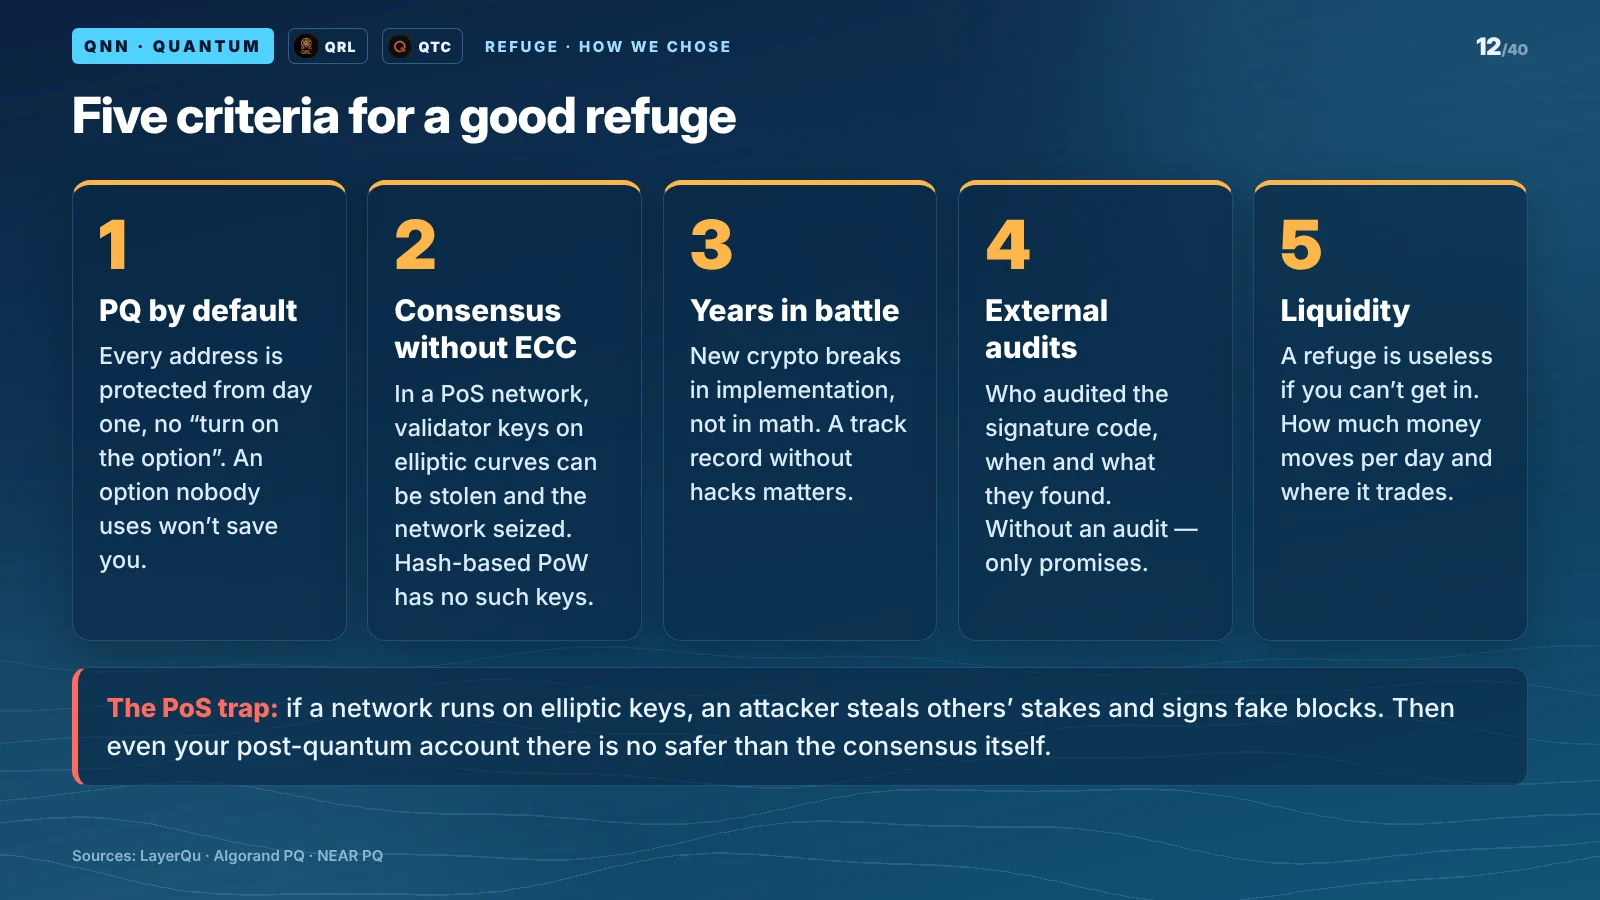 QNN · QUANTUM
QRL
QTC
REFUGE · HOW WE CHOSE
12/40
Five criteria for a good refuge
1
PQ by default
Every address is
protected from day
one, no “turn on
the option”. An
option nobody
uses won’t save
you.
2
Consensus
without ECC
In a PoS network,
validator keys on
elliptic curves can
be stolen and the
network seized.
Hash-based PoW
has no such keys.
3
Years in battle
New crypto breaks
in implementation,
not in math. A track
record without
hacks matters.
4
External
audits
Who audited the
signature code,
when and what
they found.
Without an audit —
only promises.
5
Liquidity
A refuge is useless
if you can’t get in.
How much money
moves per day and
where it trades.
The PoS trap: if a network runs on elliptic keys, an attacker steals others’ stakes and signs fake blocks. Then
even your post-quantum account there is no safer than the consensus itself.
Sources: LayerQu · Algorand PQ · NEAR PQ